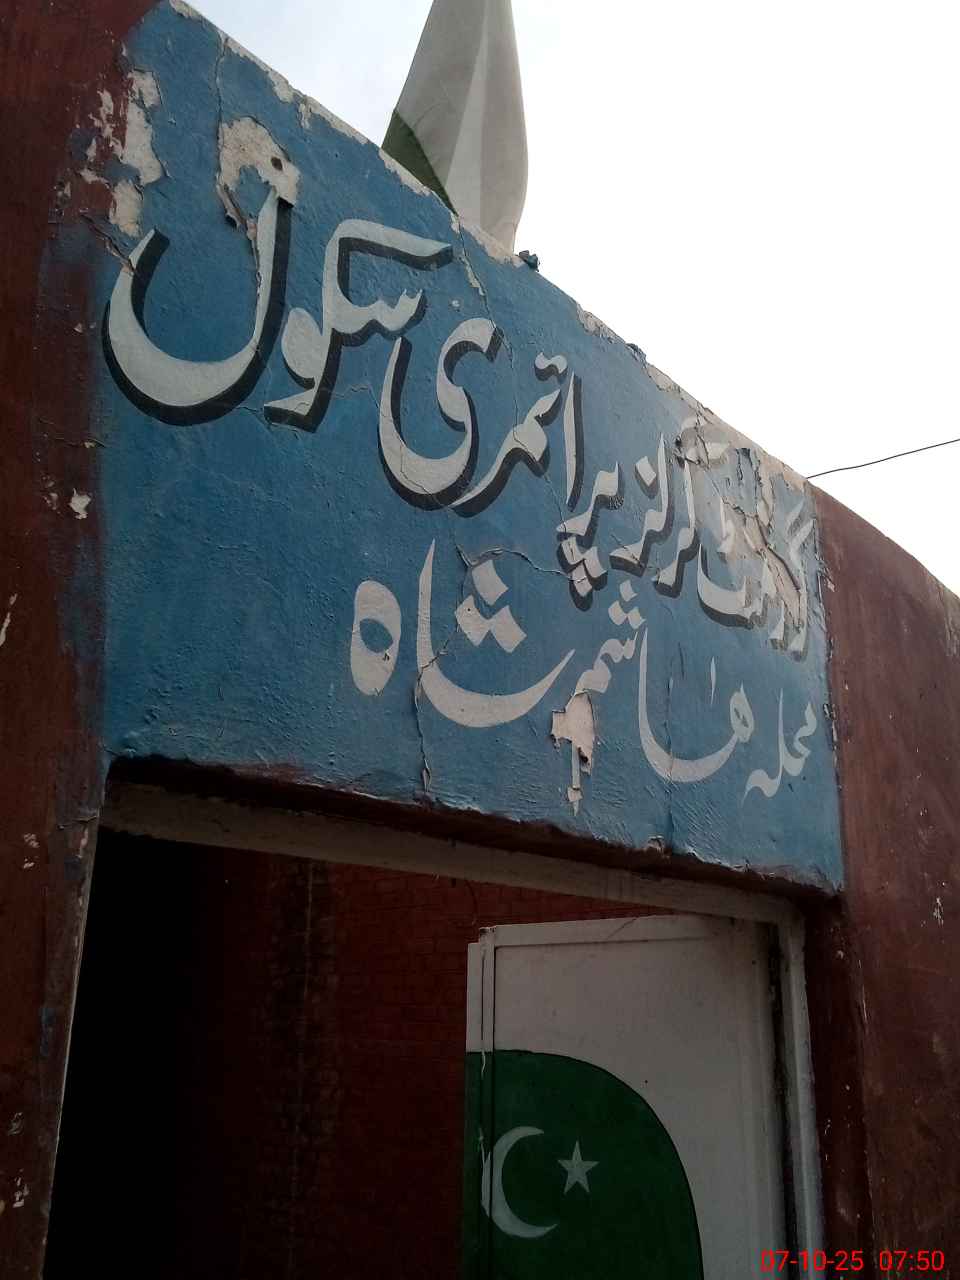 گورنمنٹ گرلز پرائمری سکول
محلہ ھاشم شاہ
07-10-25 07:50